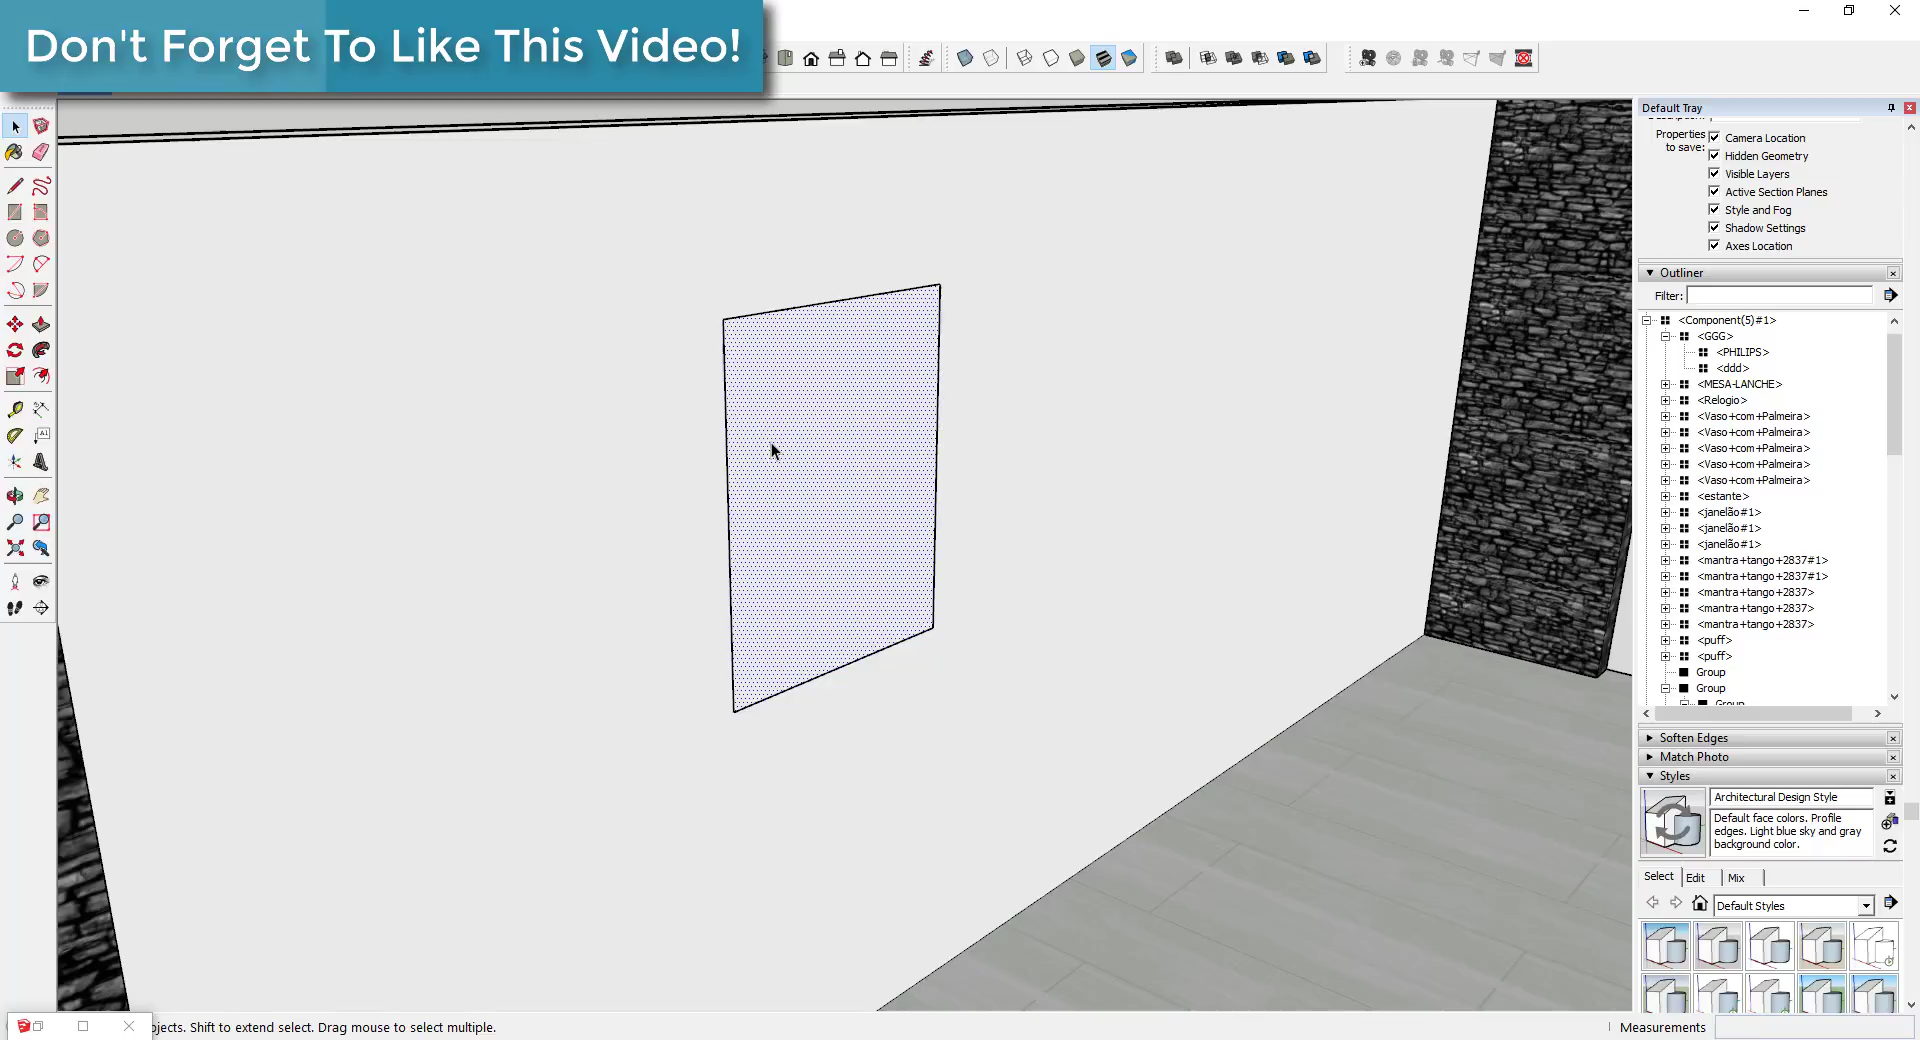 Don't Forget To Like This Video!
Default Tray
Properties
to save:
Camera Location
Hidden Geometry
Visible Layers
Active Section Planes
Style and Fog
Shadow Settings
Axes Location
Outliner
Filter:
<Component(5)#1>
<GGG>
<PHILIPS>
<ddd>
<MESA-LANCHE>
<Relogio>
<Vaso+com+Palmeira>
<Vaso+com+Palmeira>
<Vaso+com+Palmeira>
<Vaso+com+Palmeira>
<Vaso+com+Palmeira>
<estante>
<janelão#1>
<janelão#1>
<janelão#1>
<mantra+tango+2837#1>
<mantra+tango+2837#1>
<mantra+tango+2837>
<mantra+tango+2837>
<mantra+tango+2837>
<puff>
<puff>
Group
Group
Group
Soften Edges
Match Photo
Styles
Architectural Design Style
Default face colors. Profile
edges. Light blue sky and gray
background color.
Select Edit Mix
Default Styles
A1
bjects. Shift to extend select. Drag mouse to select multiple.
Measurements